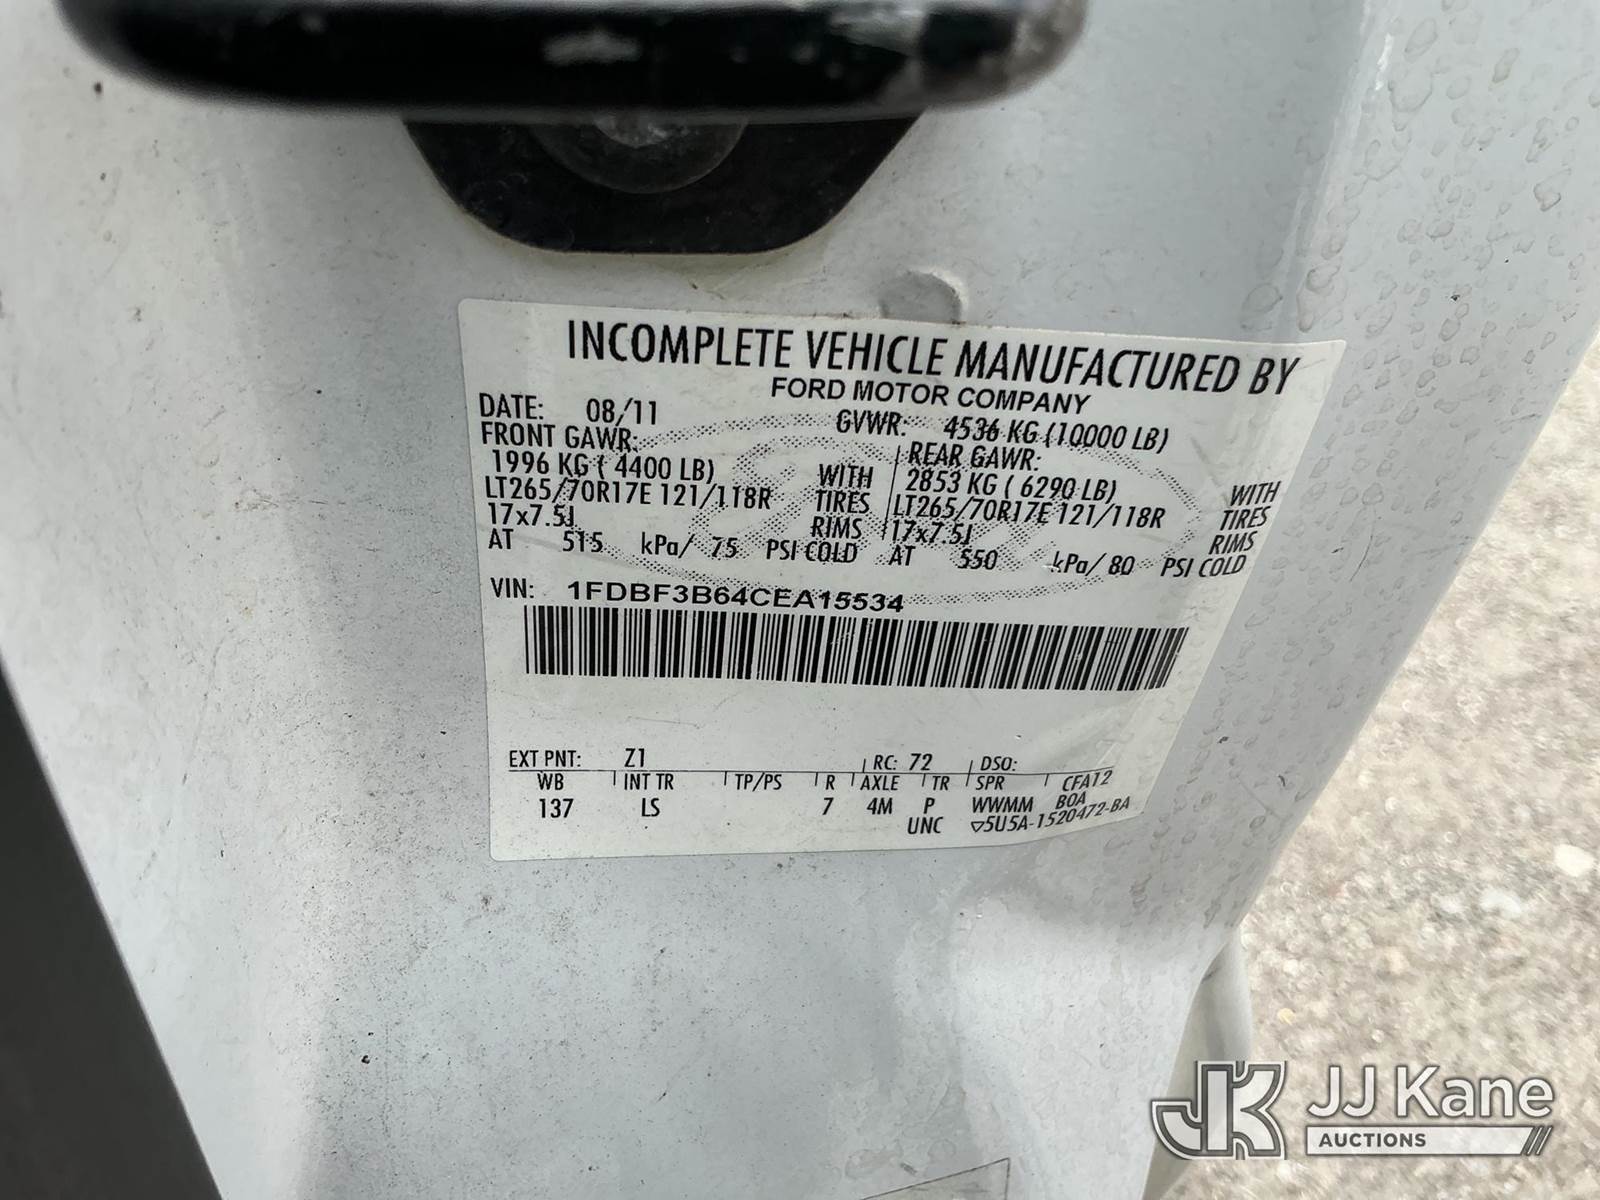 INCOMPLETE VEHICLE MANUFACTURED BY
FORD MOTOR COMPANY
DATE: 08/11 GVWR: 4536 KG (10000 LB)
FRONT GAWR: REAR GAWR:
1996 KG ( 4400 LB) WITH 2853 KG ( 6290 LB) WITH
LT265/70R17E 121/118R TIRES LT265/70R17E 121/118R TIRES
17x7.5J RIMS 17x7.5J RIMS
AT 515 kPa/ 75 PSI COLD AT 550 kPa/ 80 PSI COLD
VIN: 1FDBF3B64CEA15534
EXT PNT: Z1 RC: 72 DSO:
WB INT TR TP/PS R AXLE TR SPR CFA12
137 LS 7 4M P WWMM BOA
UNC ▽5U5A-1520472-BA
JK JJ Kane
AUCTIONS